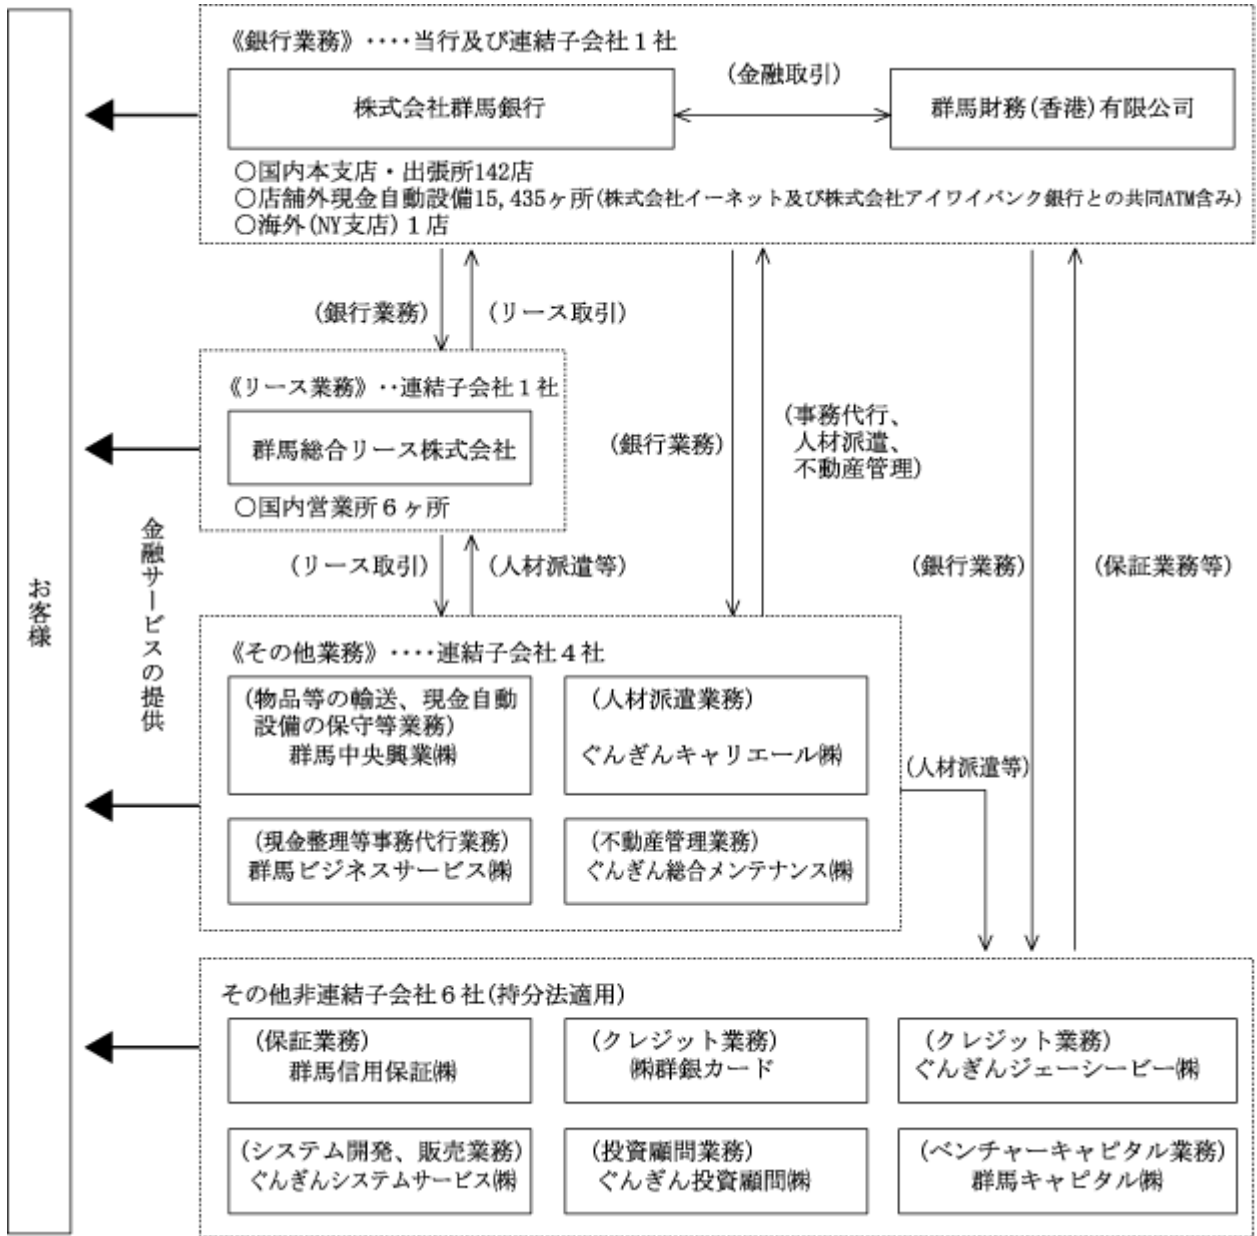 《銀行業務》‥‥当行及び連結子会社１社
(金融取引)
株式会社群馬銀行
群馬財務(香港)有限公司
○国内本支店・出張所142店
○店舗外現金自動設備15,435ヶ所(株式会社イーネット及び株式会社アイワイバンク銀行との共同ATM含み)
○海外(NY支店)１店
(銀行業務)
(リース取引)
《リース業務》‥連結子会社１社
群馬総合リース株式会社
○国内営業所６ヶ所
(銀行業務)
(事務代行、
人材派遣、
不動産管理)
(リース取引)
(人材派遣等)
(銀行業務)
(保証業務等)
お客様
金融サービスの提供
《その他業務》‥‥連結子会社４社
(物品等の輸送、現金自動
設備の保守等業務)
群馬中央興業㈱
(人材派遣業務)
ぐんぎんキャリエール㈱
(人材派遣等)
(現金整理等事務代行業務)
群馬ビジネスサービス㈱
(不動産管理業務)
ぐんぎん総合メンテナンス㈱
その他非連結子会社６社(持分法適用)
(保証業務)
群馬信用保証㈱
(クレジット業務)
㈱群銀カード
(クレジット業務)
ぐんぎんジェーシービー㈱
(システム開発、販売業務)
ぐんぎんシステムサービス㈱
(投資顧問業務)
ぐんぎん投資顧問㈱
(ベンチャーキャピタル業務)
群馬キャピタル㈱